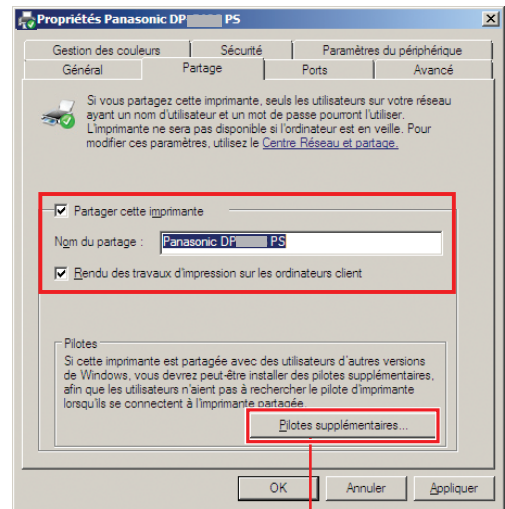 Propriétés Panasonic DP PS
Gestion des couleurs Sécurité Paramètres du périphérique
Général Partage Ports Avancé
Si vous partagez cette imprimante, seuls les utilisateurs sur votre réseau
ayant un nom d'utilisateur et un mot de passe pourront l'utiliser.
L'imprimante ne sera pas disponible si l'ordinateur est en veille. Pour
modifier ces paramètres, utilisez le Centre Réseau et partage.
Partager cette imprimante
Nom du partage : Panasonic DP PS
Rendu des travaux d'impression sur les ordinateurs client
Pilotes
Si cette imprimante est partagée avec des utilisateurs d'autres versions
de Windows, vous devrez peut-être installer des pilotes supplémentaires,
afin que les utilisateurs n'aient pas à rechercher le pilote d'imprimante
lorsqu'ils se connectent à l'imprimante partagée.
Pilotes supplémentaires...
OK Annuler Appliquer